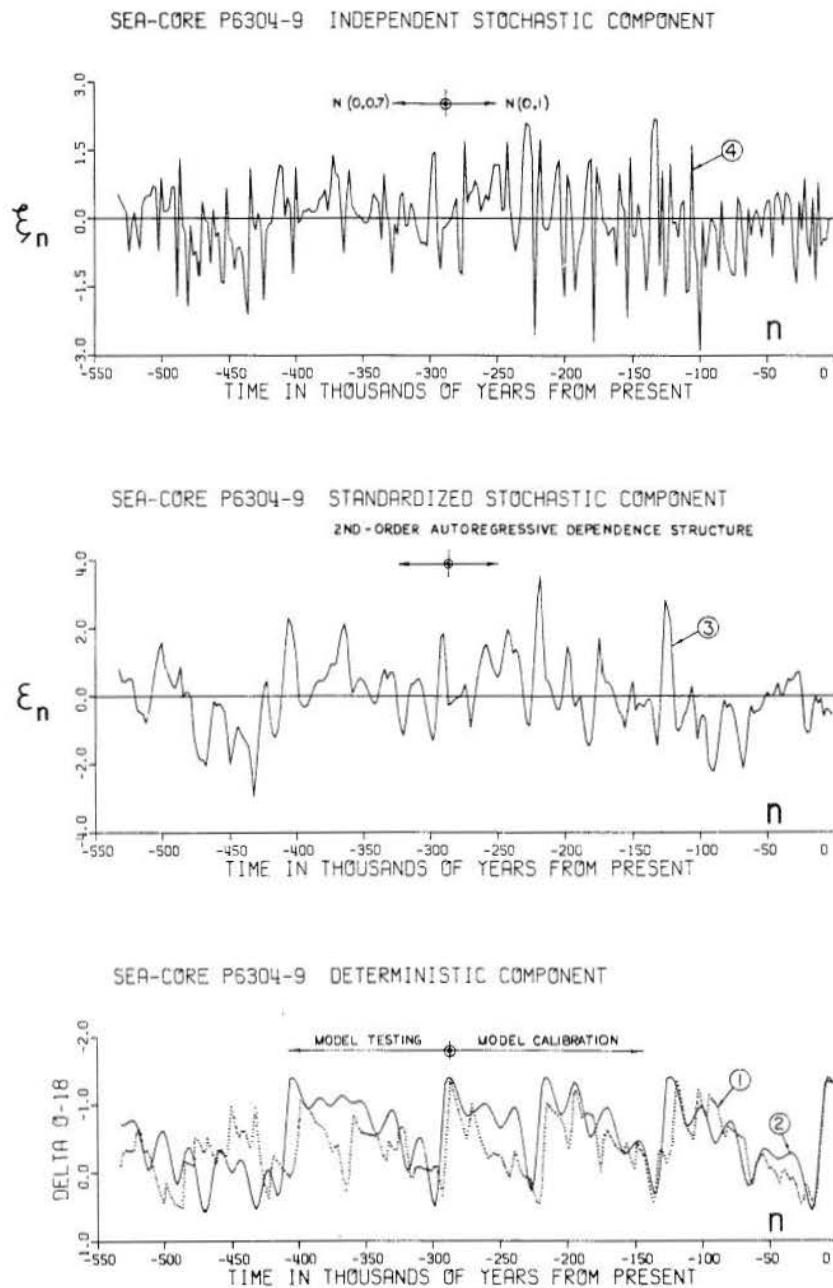 SEA-CORE P6304-9 INDEPENDENT STOCHASTIC COMPONENT
3.0
N (0,0.7) N (0,1)
4
1.5
ξn
0.0
-1.5
n
-3.0
-550 -500 -450 -400 -350 -300 -250 -200 -150 -100 -50 0
TIME IN THOUSANDS OF YEARS FROM PRESENT
SEA-CORE P6304-9 STANDARDIZED STOCHASTIC COMPONENT
2ND-ORDER AUTOREGRESSIVE DEPENDENCE STRUCTURE
4.0
3
2.0
εn
0.0
-2.0
n
-4.0
-550 -500 -450 -400 -350 -300 -250 -200 -150 -100 -50 0
TIME IN THOUSANDS OF YEARS FROM PRESENT
SEA-CORE P6304-9 DETERMINISTIC COMPONENT
-2.0
MODEL TESTING MODEL CALIBRATION
1
-1.0
2
DELTA O-18
0.0
n
1.0
-550 -500 -450 -400 -350 -300 -250 -200 -150 -100 -50 0
TIME IN THOUSANDS OF YEARS FROM PRESENT